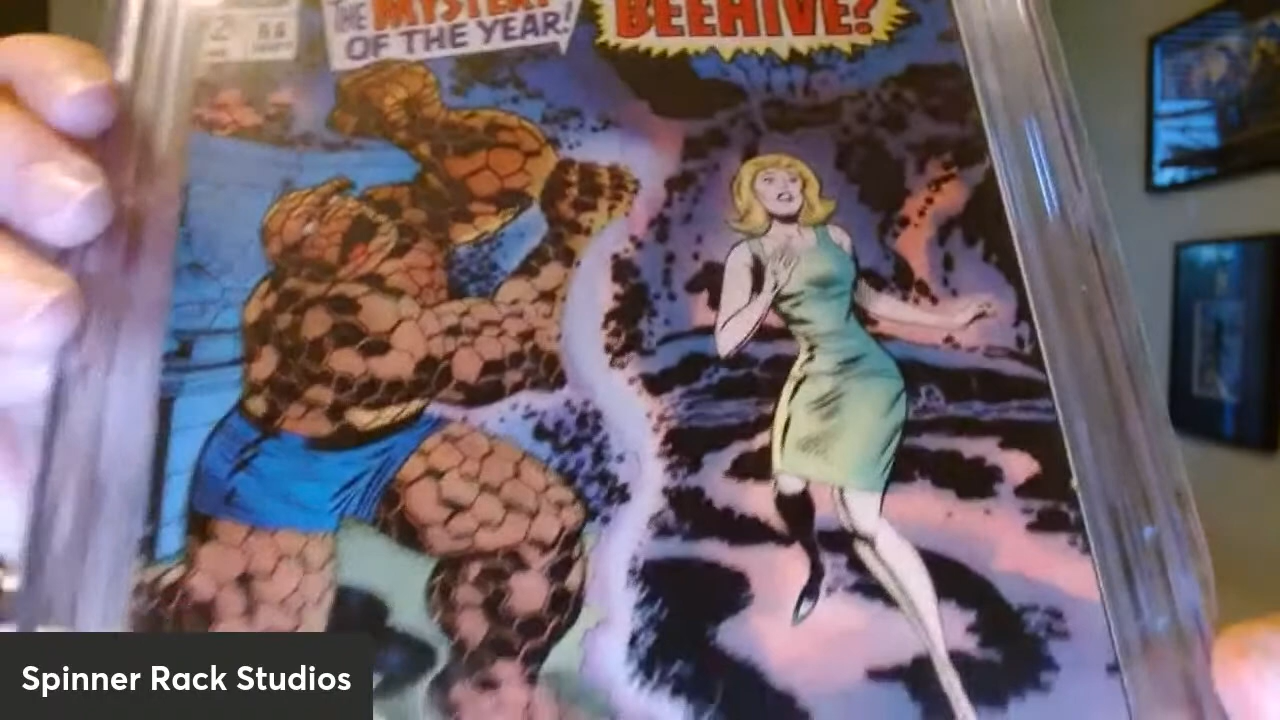 THE MYSTERY
OF THE YEAR!
BEEHIVE?
Spinner Rack Studios